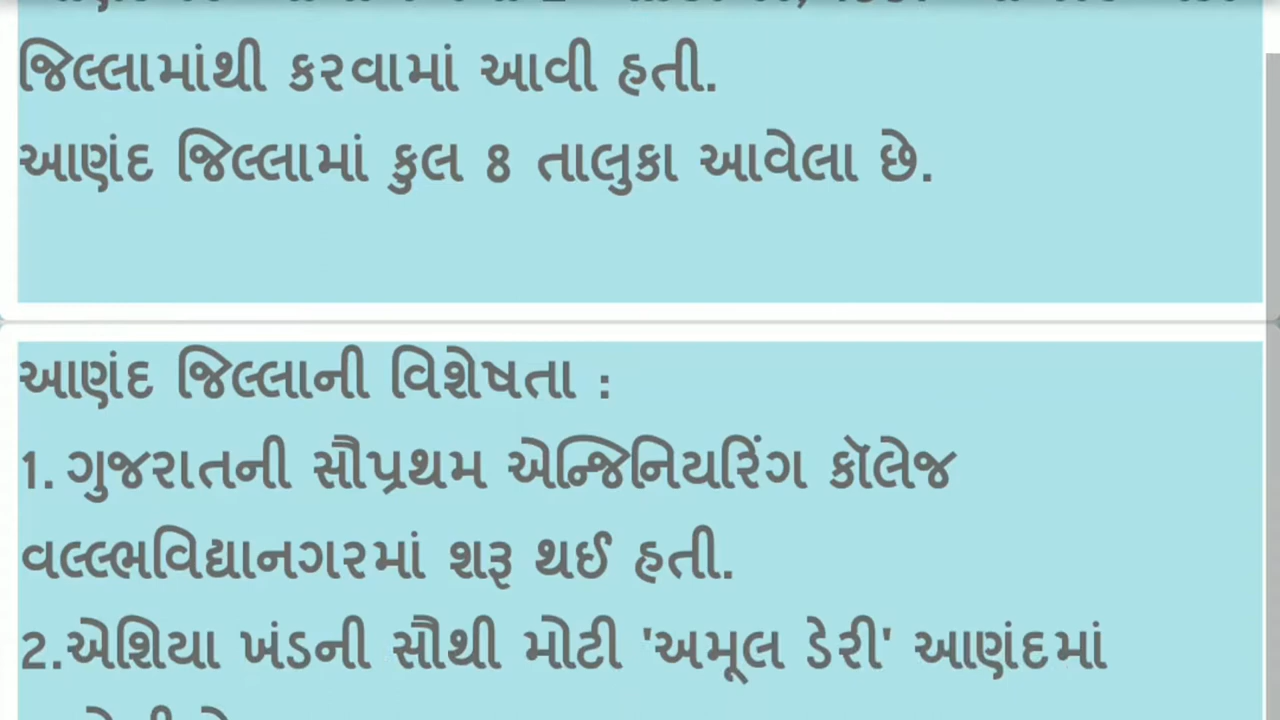 જિલ્લામાંથી કરવામાં આવી હતી.
આણંદ જિલ્લામાં કુલ 8 તાલુકા આવેલા છે.
આણંદ જિલ્લાની વિશેષતા :
1. ગુજરાતની સૌપ્રથમ એન્જિનિયરિંગ કૉલેજ
વલ્લ્ભવિદ્યાનગરમાં શરૂ થઈ હતી.
2.એશિયા ખંડની સૌથી મોટી 'અમૂલ ડેરી' આણંદમાં